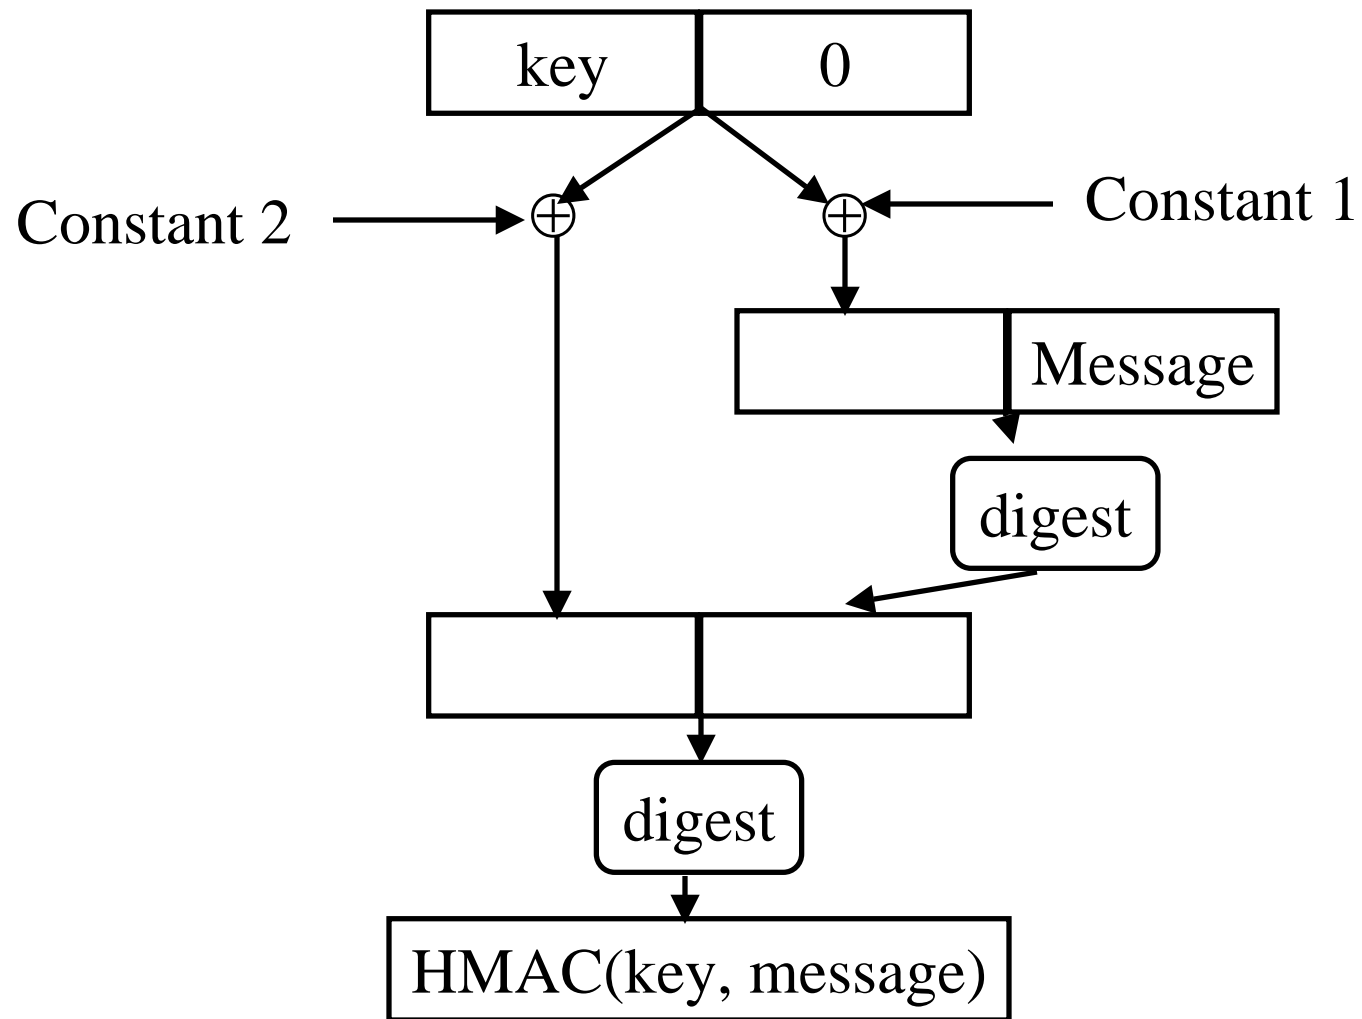 key 0
Constant 2
Constant 1
Message
digest
digest
HMAC(key, message)